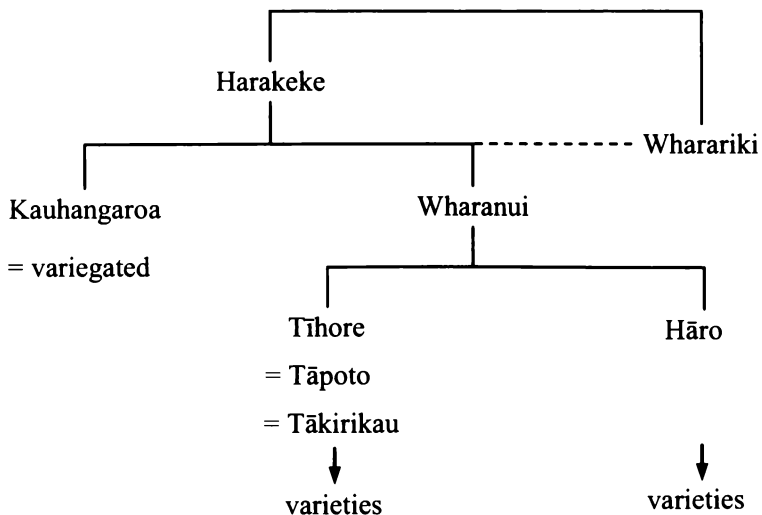 Harakeke
Wharariki
Kauhangaroa
= variegated
Wharanui
Tīhore
= Tāpoto
= Tākirikau
varieties
Hāro
varieties